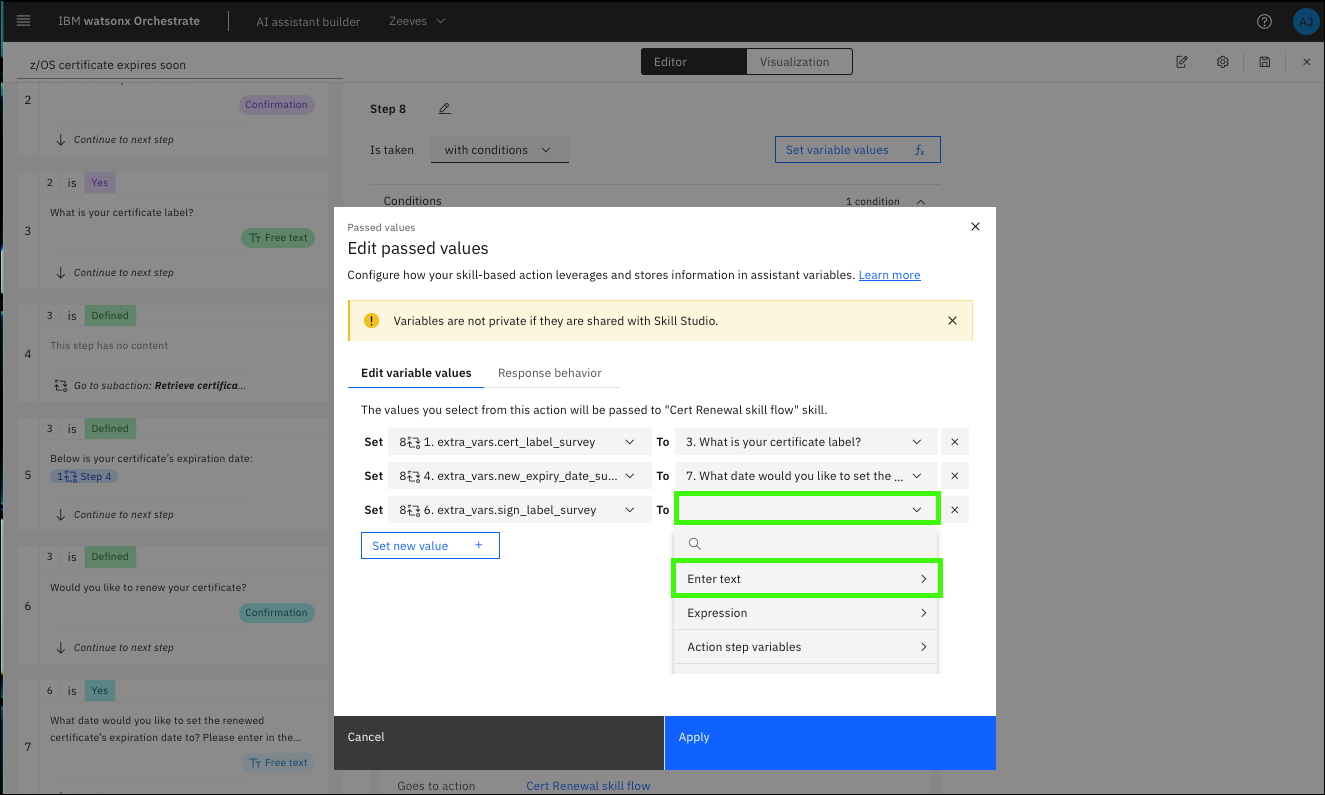 IBM watsonx Orchestrate
AI assistant builder
Zeeves
AJ
z/OS certificate expires soon
Editor
Visualization
2
Confirmation
Continue to next step
2 is Yes
What is your certificate label?
3
Free text
Continue to next step
3 is Defined
This step has no content
4
Go to subaction: Retrieve certifica...
3 is Defined
Below is your certificate's expiration date:
5
1 Step 4
Continue to next step
3 is Defined
Would you like to renew your certificate?
6
Confirmation
Continue to next step
6 is Yes
What date would you like to set the renewed
certificate's expiration date to? Please enter in the...
7
Free text
Step 8
Is taken
with conditions
Set variable values fx
Conditions
1 condition
Passed values
Edit passed values
Configure how your skill-based action leverages and stores information in assistant variables. Learn more
Variables are not private if they are shared with Skill Studio.
Edit variable values
Response behavior
The values you select from this action will be passed to "Cert Renewal skill flow" skill.
Set 8 1. extra_vars.cert_label_survey To 3. What is your certificate label?
Set 8 4. extra_vars.new_expiry_date_su... To 7. What date would you like to set the ...
Set 8 6. extra_vars.sign_label_survey To
Set new value +
Enter text
Expression
Action step variables
Cancel
Apply
Goes to action
Cert Renewal skill flow